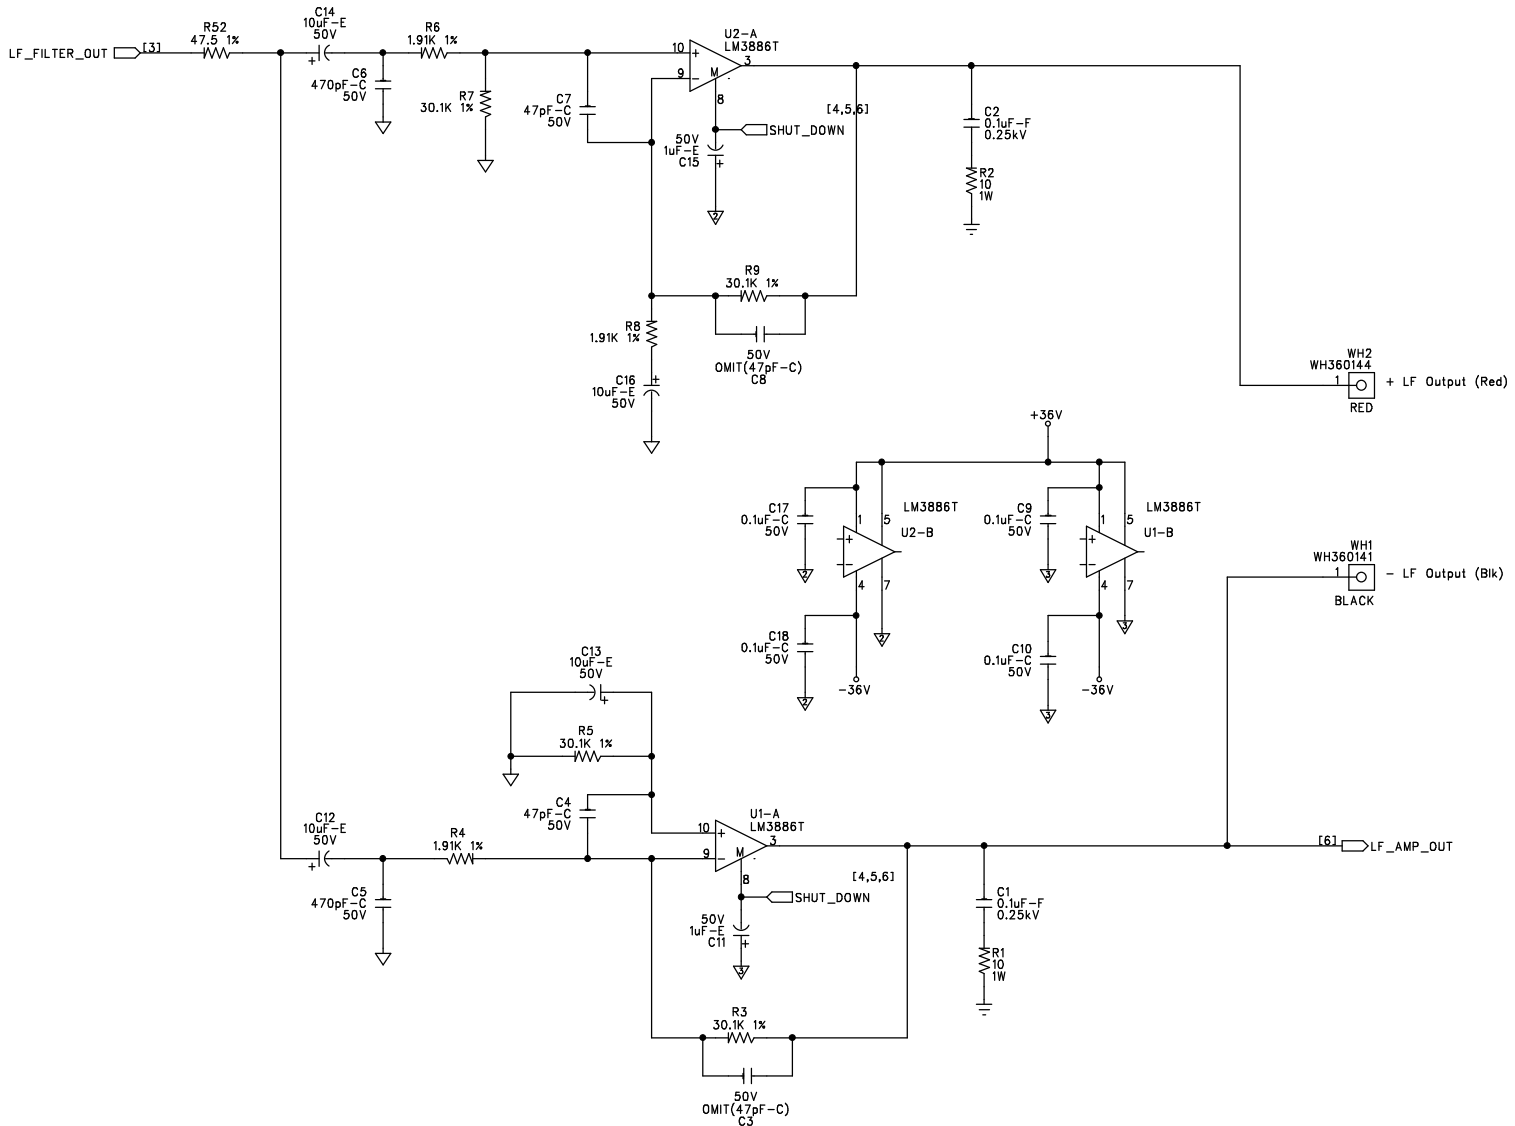 LF_FILTER_OUT
[3]
R52
47.5 1%
C14
10uF-E
50V
+
C6
470pF-C
50V
R6
1.91K 1%
R7
30.1K 1%
C7
47pF-C
50V
U2-A
LM3886T
10
+
9
-
M
3
8
SHUT_DOWN
50V
1uF-E
C15
+
2
[4,5,6]
C2
0.1uF-F
0.25kV
R2
10
1W
R9
30.1K 1%
50V
OMIT(47pF-C)
C8
R8
1.91K 1%
C16
10uF-E
50V
+
WH2
WH360144
1
+ LF Output (Red)
RED
+36V
C17
0.1uF-C
50V
2
1
5
LM3886T
U2-B
+
-
4
7
2
C18
0.1uF-C
50V
2
-36V
C9
0.1uF-C
50V
3
1
5
LM3886T
U1-B
+
-
4
7
3
C10
0.1uF-C
50V
3
-36V
WH1
WH360141
1
- LF Output (Blk)
BLACK
C13
10uF-E
50V
+
R5
30.1K 1%
C4
47pF-C
50V
C12
10uF-E
50V
+
R4
1.91K 1%
C5
470pF-C
50V
U1-A
LM3886T
10
+
9
-
M
3
8
SHUT_DOWN
50V
1uF-E
C11
+
3
[4,5,6]
C1
0.1uF-F
0.25kV
R1
10
1W
[6]
LF_AMP_OUT
R3
30.1K 1%
50V
OMIT(47pF-C)
C3